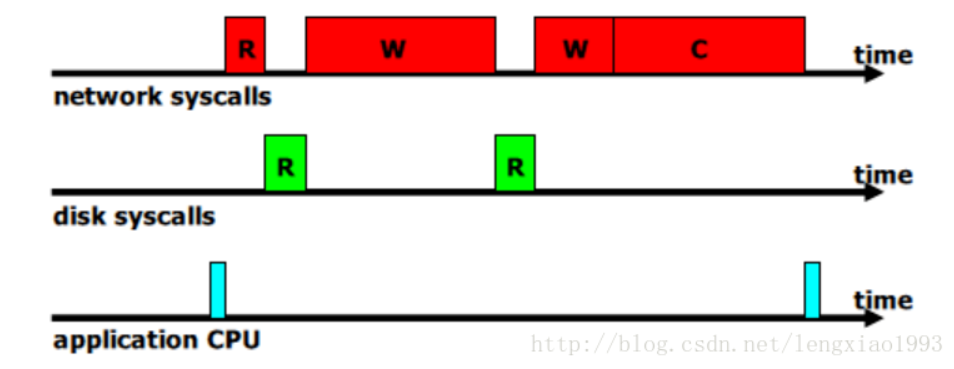 R W W C time
network syscalls
R R time
disk syscalls
time
application CPU
http://blog.csdn.net/lengxiao1993